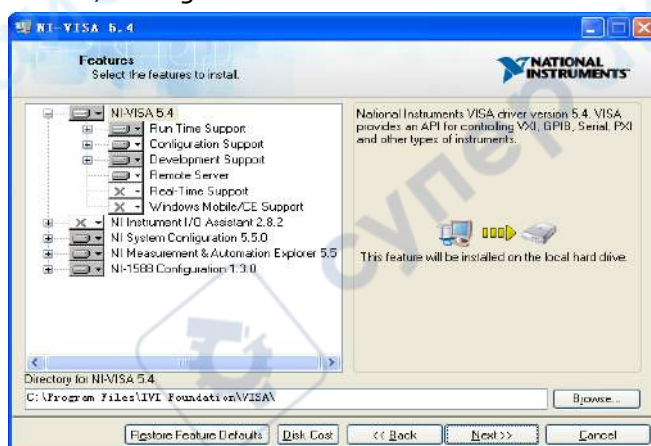 NI-VISA 5.4
Features
Select the features to install.
NATIONAL
INSTRUMENTS
NI-VISA 5.4
Run Time Support
Configuration Support
Development Support
Remote Server
Real-Time Support
Windows Mobile/CE Support
NI Instrument I/O Assistant 2.8.2
NI System Configuration 5.5.0
NI Measurement & Automation Explorer 5.5
NI-1588 Configuration 1.3.0
National Instruments VISA driver version 5.4. VISA
provides an API for controlling VXI, GPIB, Serial, PXI
and other types of instruments.
This feature will be installed on the local hard drive.
Directory for NI-VISA 5.4
C:\Program Files\IVI Foundation\VISA\
Browse...
Restore Feature Defaults
Disk Cost
<< Back
Next >>
Cancel
супер